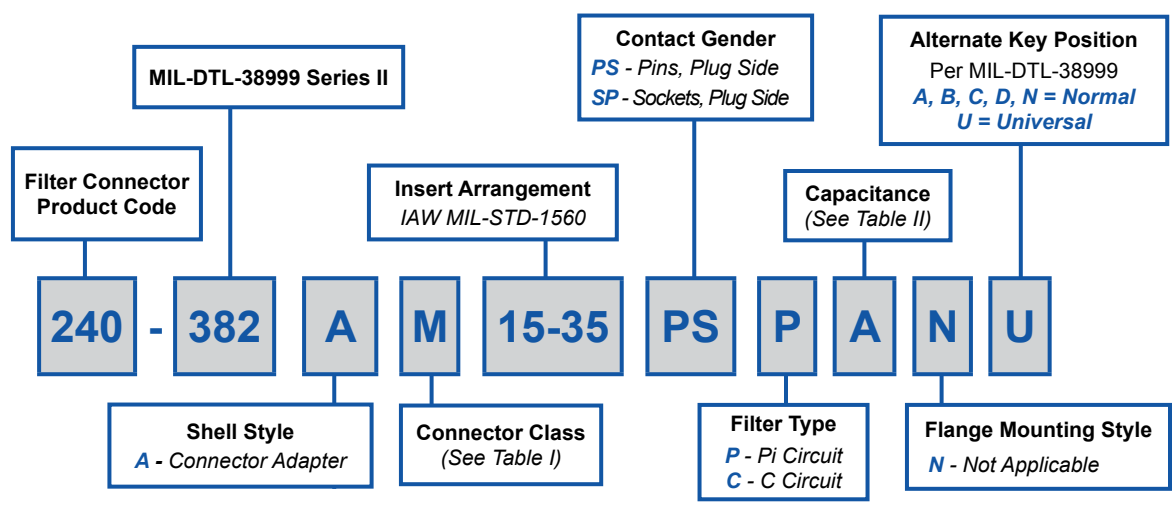 MIL-DTL-38999 Series II
Contact Gender
PS - Pins, Plug Side
SP - Sockets, Plug Side
Alternate Key Position
Per MIL-DTL-38999
A, B, C, D, N = Normal
U = Universal
Filter Connector
Product Code
Insert Arrangement
IAW MIL-STD-1560
Capacitance
(See Table II)
240 - 382 A M 15-35 PS P A N U
Shell Style
A - Connector Adapter
Connector Class
(See Table I)
Filter Type
P - Pi Circuit
C - C Circuit
Flange Mounting Style
N - Not Applicable